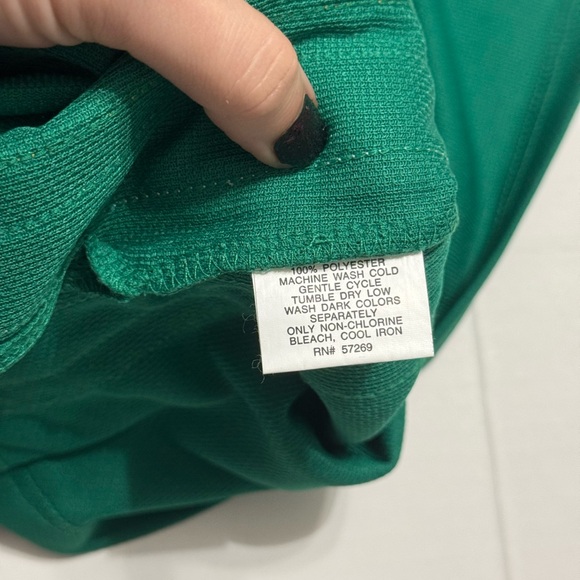 100% POLYESTER
MACHINE WASH COLD
GENTLE CYCLE
TUMBLE DRY LOW
WASH DARK COLORS
SEPARATELY
ONLY NON-CHLORINE
BLEACH, COOL IRON
RN# 57269